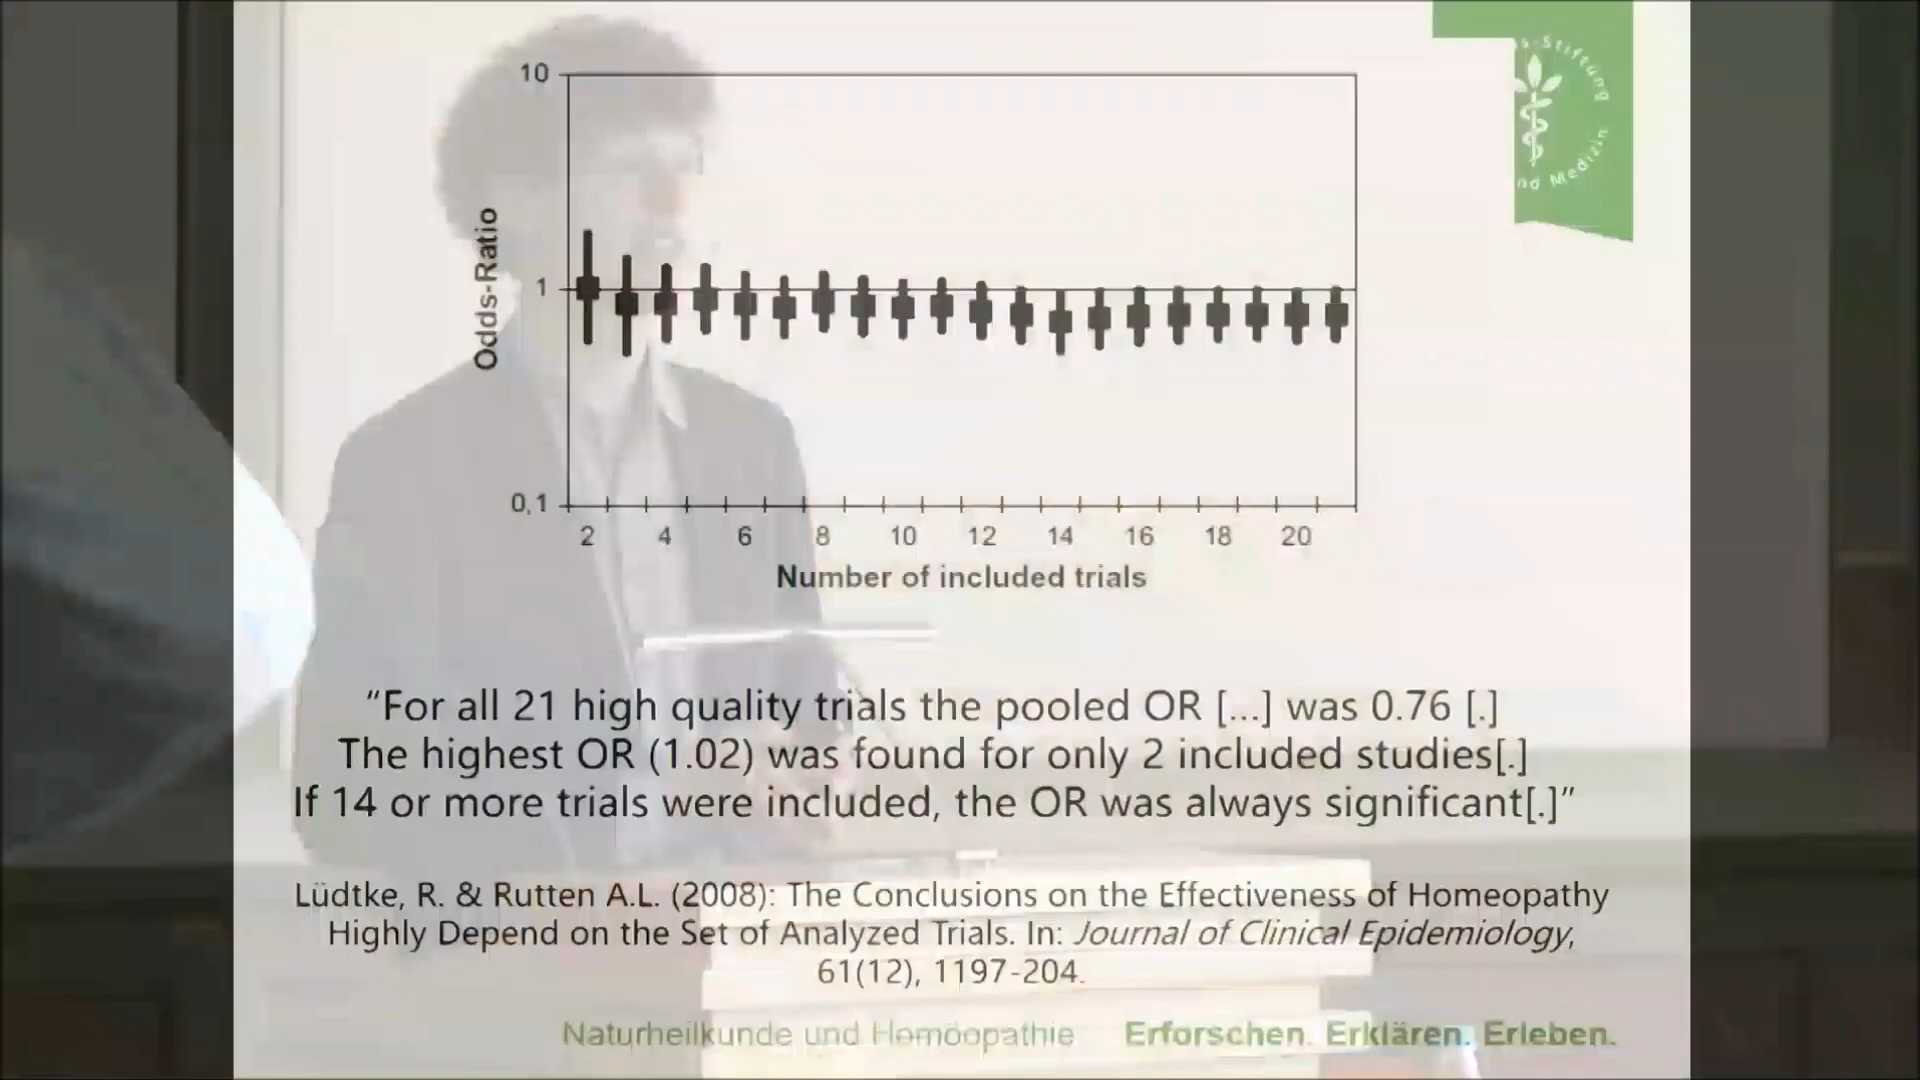 s-Stiftung
nd Medizin
10
1
0,1
Odds-Ratio
2 4 6 8 10 12 14 16 18 20
Number of included trials
“For all 21 high quality trials the pooled OR [...] was 0.76 [.]
The highest OR (1.02) was found for only 2 included studies[.]
If 14 or more trials were included, the OR was always significant[.]”
Lüdtke, R. & Rutten A.L. (2008): The Conclusions on the Effectiveness of Homeopathy
Highly Depend on the Set of Analyzed Trials. In: Journal of Clinical Epidemiology,
61(12), 1197-204.
Naturheilkunde und Homöopathie Erforschen. Erklären. Erleben.